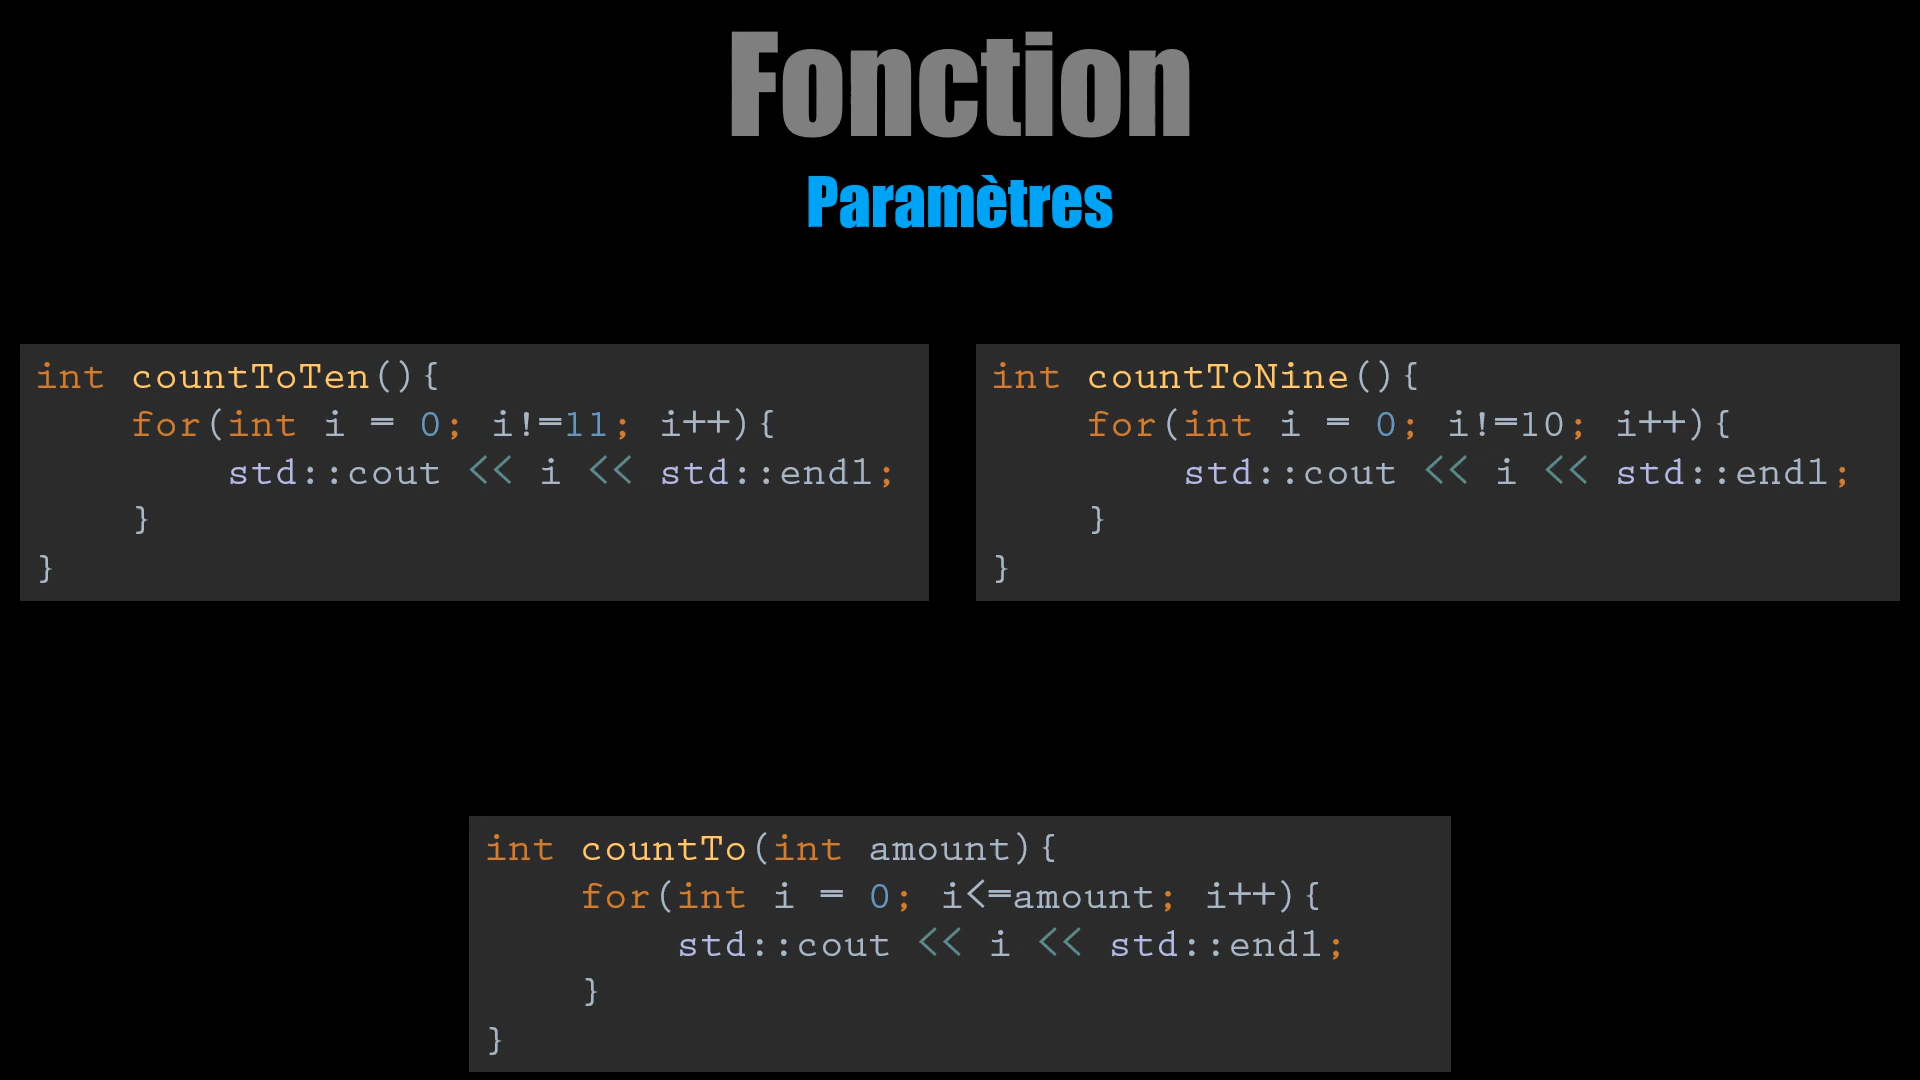 Fonction
Paramètres
int countToTen(){
    for(int i = 0; i!=11; i++){
        std::cout << i << std::endl;
    }
}
int countToNine(){
    for(int i = 0; i!=10; i++){
        std::cout << i << std::endl;
    }
}
int countTo(int amount){
    for(int i = 0; i<=amount; i++){
        std::cout << i << std::endl;
    }
}